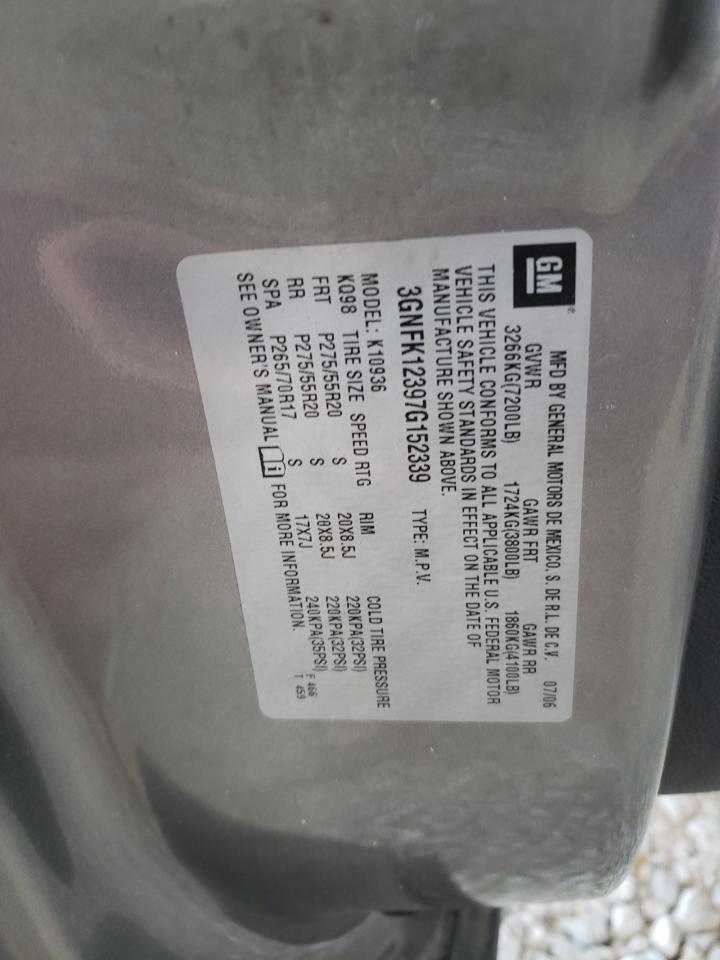 GM®
MFD BY GENERAL MOTORS DE MEXICO, S. DE R.L. DE C.V. 07/06
GVWR GAWR FRT GAWR RR
3266KG(7200LB) 1724KG(3800LB) 1860KG(4100LB)
THIS VEHICLE CONFORMS TO ALL APPLICABLE U.S. FEDERAL MOTOR
VEHICLE SAFETY STANDARDS IN EFFECT ON THE DATE OF
MANUFACTURE SHOWN ABOVE.
3GNFK12397G152339 TYPE: M.P.V.
MODEL: K10936
KQ98 TIRE SIZE SPEED RTG RIM COLD TIRE PRESSURE
FRT P275/55R20 S 20X8.5J 220KPA(32PSI)
RR P275/55R20 S 20X8.5J 220KPA(32PSI)
SPA P265/70R17 S 17X7J 240KPA(35PSI)
SEE OWNER'S MANUAL i FOR MORE INFORMATION.
F 466
T 459